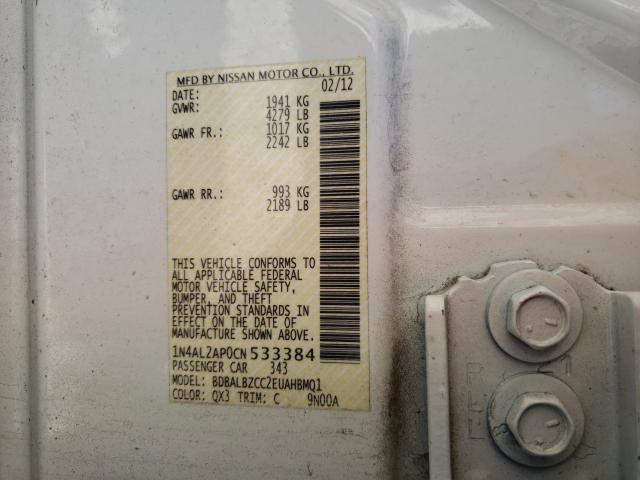 MFD BY NISSAN MOTOR CO., LTD.
DATE: 02/12
GVWR: 1941 KG
4279 LB
GAWR FR.: 1017 KG
2242 LB
GAWR RR.: 993 KG
2189 LB
THIS VEHICLE CONFORMS TO
ALL APPLICABLE FEDERAL
MOTOR VEHICLE SAFETY,
BUMPER, AND THEFT
PREVENTION STANDARDS IN
EFFECT ON THE DATE OF
MANUFACTURE SHOWN ABOVE.
1N4AL2AP0CN 533384
PASSENGER CAR 343
MODEL: BDBALBZCC2EUAHBMQ1
COLOR: QX3 TRIM: C 9N00A